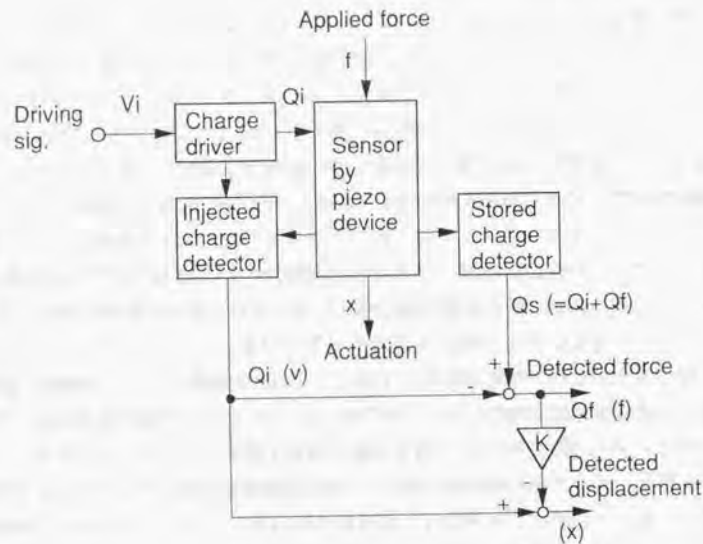 Applied force
f
Vi
Qi
Driving
sig.
Charge
driver
Sensor
by
piezo
device
Injected
charge
detector
Stored
charge
detector
x
Actuation
Qs (=Qi+Qf)
Qi (v)
+
-
Detected force
Qf (f)
K
Detected
displacement
+
(x)